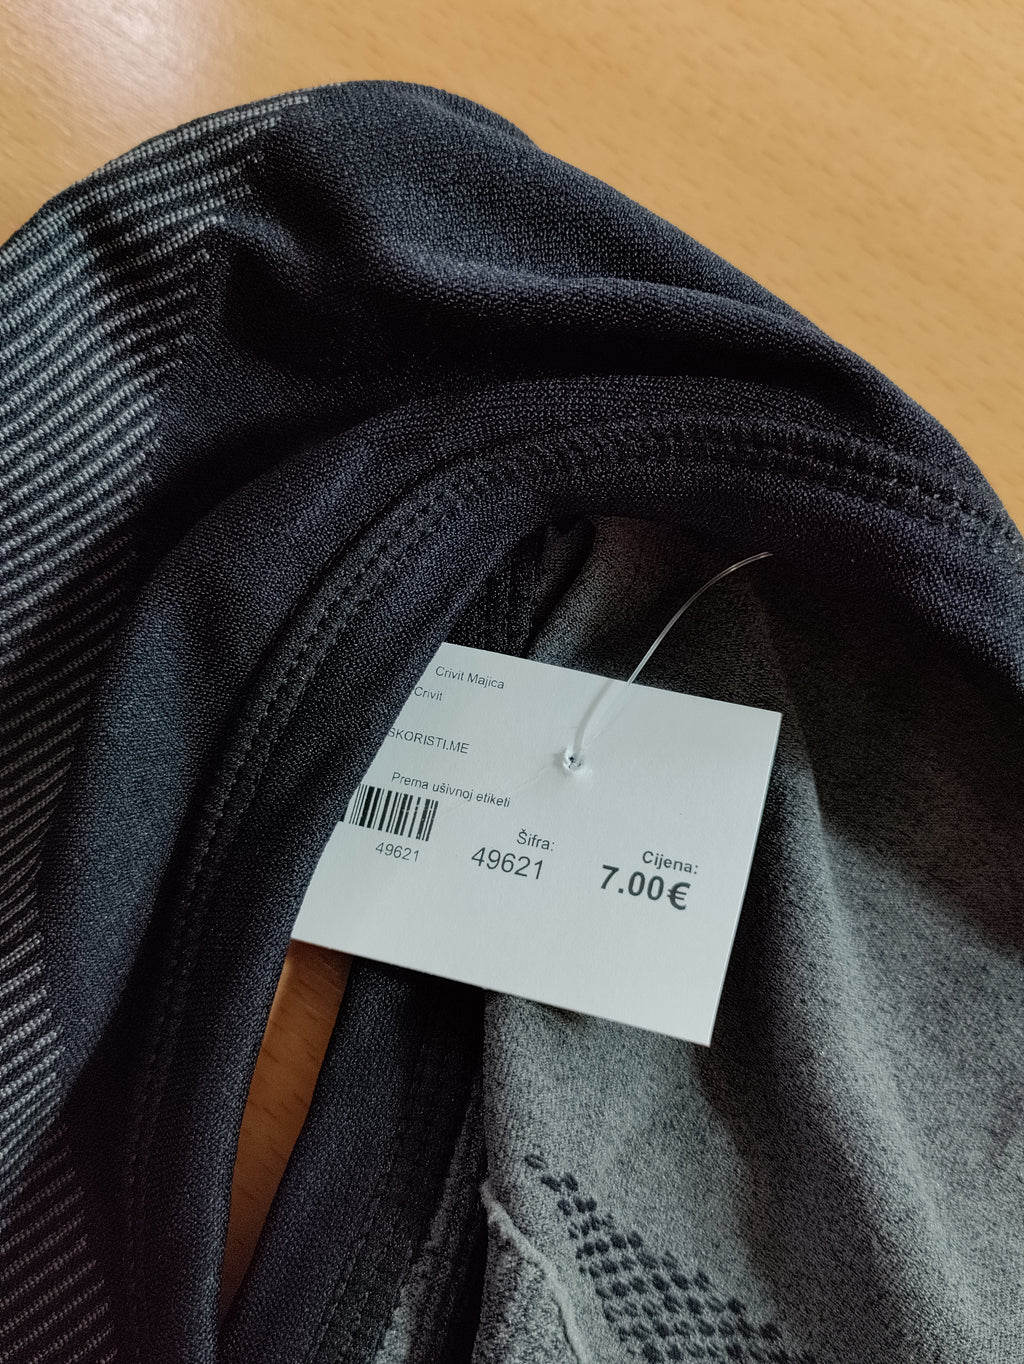 Crivit Majica
Crivit
SKORISTI.ME
Prema ušivnoj etiketi
49621
Šifra:
49621
Cijena:
7.00€